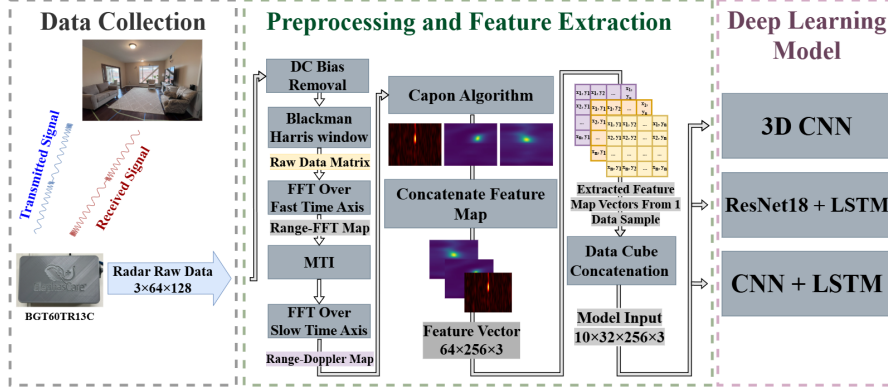 Data Collection
Transmitted Signal
Received Signal
Radar Raw Data
3×64×128
BGT60TR13C
Preprocessing and Feature Extraction
DC Bias
Removal
Blackman
Harris window
Raw Data Matrix
FFT Over
Fast Time Axis
Range-FFT Map
MTI
FFT Over
Slow Time Axis
Range-Doppler Map
Capon Algorithm
Concatenate Feature
Map
Feature Vector
64×256×3
Extracted Feature
Map Vectors From 1
Data Sample
Data Cube
Concatenation
Model Input
10×32×256×3
Deep Learning
Model
3D CNN
ResNet18 + LSTM
CNN + LSTM